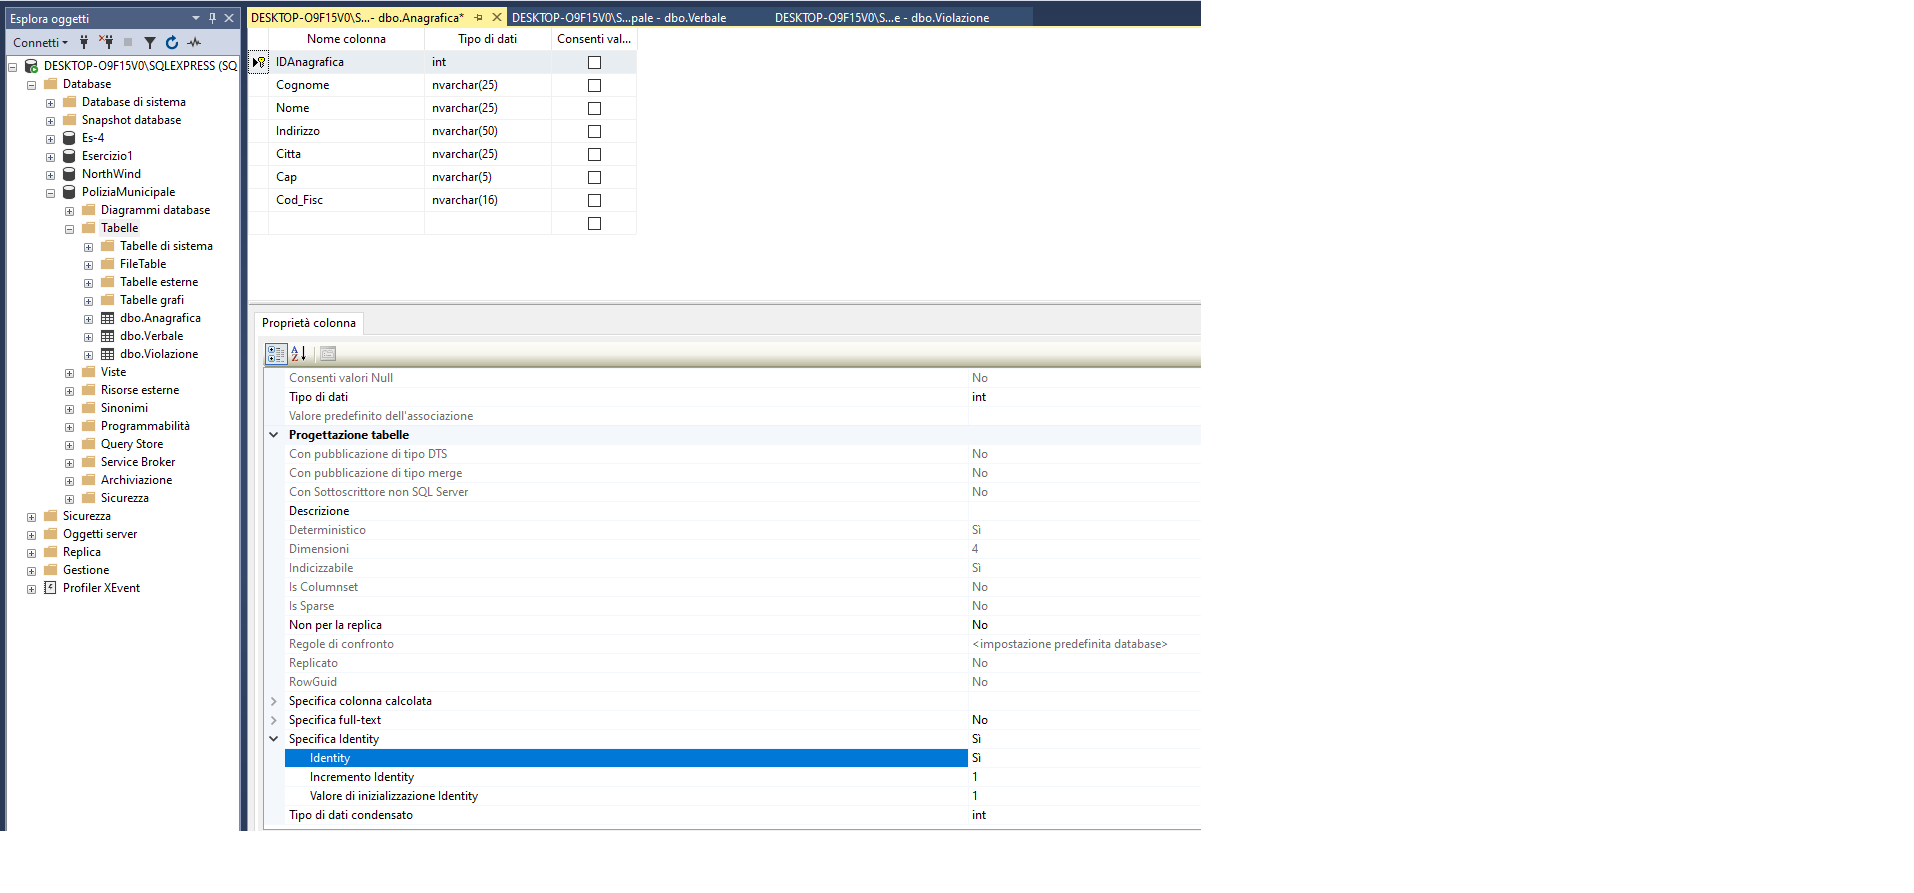 Esplora oggetti
Connetti
DESKTOP-O9F15V0\SQLEXPRESS (SQ
Database
Database di sistema
Snapshot database
Es-4
Esercizio1
NorthWind
PoliziaMunicipale
Diagrammi database
Tabelle
Tabelle di sistema
FileTable
Tabelle esterne
Tabelle grafi
dbo.Anagrafica
dbo.Verbale
dbo.Violazione
Viste
Risorse esterne
Sinonimi
Programmabilità
Query Store
Service Broker
Archiviazione
Sicurezza
Sicurezza
Oggetti server
Replica
Gestione
Profiler XEvent
DESKTOP-O9F15V0\S...- dbo.Anagrafica* DESKTOP-O9F15V0\S...pale - dbo.Verbale DESKTOP-O9F15V0\S...e - dbo.Violazione
Nome colonna Tipo di dati Consenti val...
IDAnagrafica int
Cognome nvarchar(25)
Nome nvarchar(25)
Indirizzo nvarchar(50)
Citta nvarchar(25)
Cap nvarchar(5)
Cod_Fisc nvarchar(16)
Proprietà colonna
Consenti valori Null No
Tipo di dati int
Valore predefinito dell'associazione
Progettazione tabelle
Con pubblicazione di tipo DTS No
Con pubblicazione di tipo merge No
Con Sottoscrittore non SQL Server No
Descrizione
Deterministico Sì
Dimensioni 4
Indicizzabile Sì
Is Columnset No
Is Sparse No
Non per la replica No
Regole di confronto <impostazione predefinita database>
Replicato No
RowGuid No
Specifica colonna calcolata
Specifica full-text No
Specifica Identity Sì
Identity Sì
Incremento Identity 1
Valore di inizializzazione Identity 1
Tipo di dati condensato int